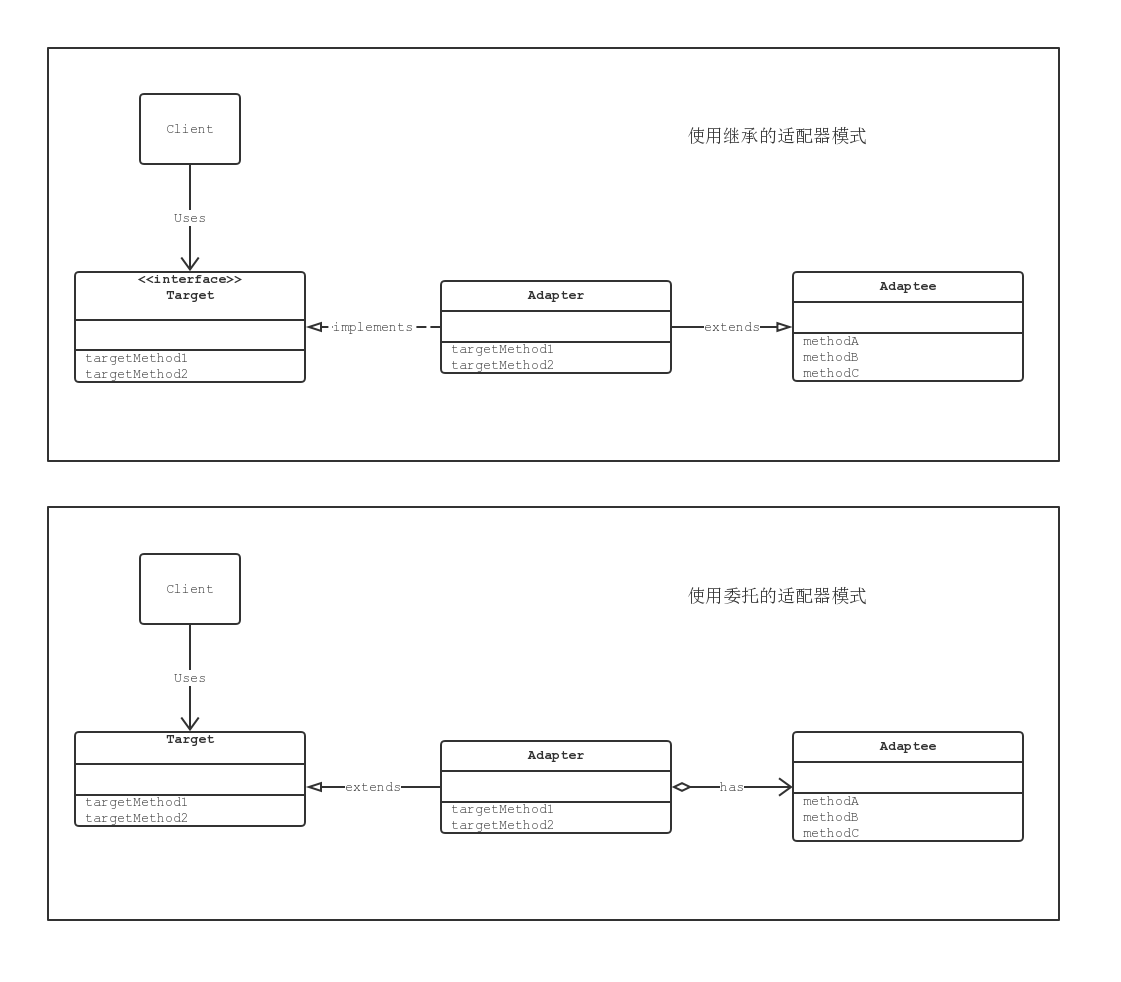 Client
使用继承的适配器模式
Uses
<<interface>>
Target
targetMethod1
targetMethod2
implements
Adapter
targetMethod1
targetMethod2
extends
Adaptee
methodA
methodB
methodC
Client
使用委托的适配器模式
Uses
Target
targetMethod1
targetMethod2
extends
Adapter
targetMethod1
targetMethod2
has
Adaptee
methodA
methodB
methodC